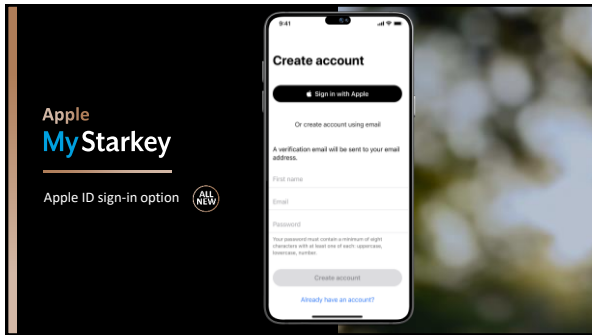 Apple
MyStarkey
Apple ID sign-in option
ALL
NEW
9:41
Create account
Sign in with Apple
Or create account using email
A verification email will be sent to your email
address.
First name
Email
Password
Your password must contain a minimum of eight
characters with at least one of each: uppercase,
lowercase, number.
Create account
Already have an account?